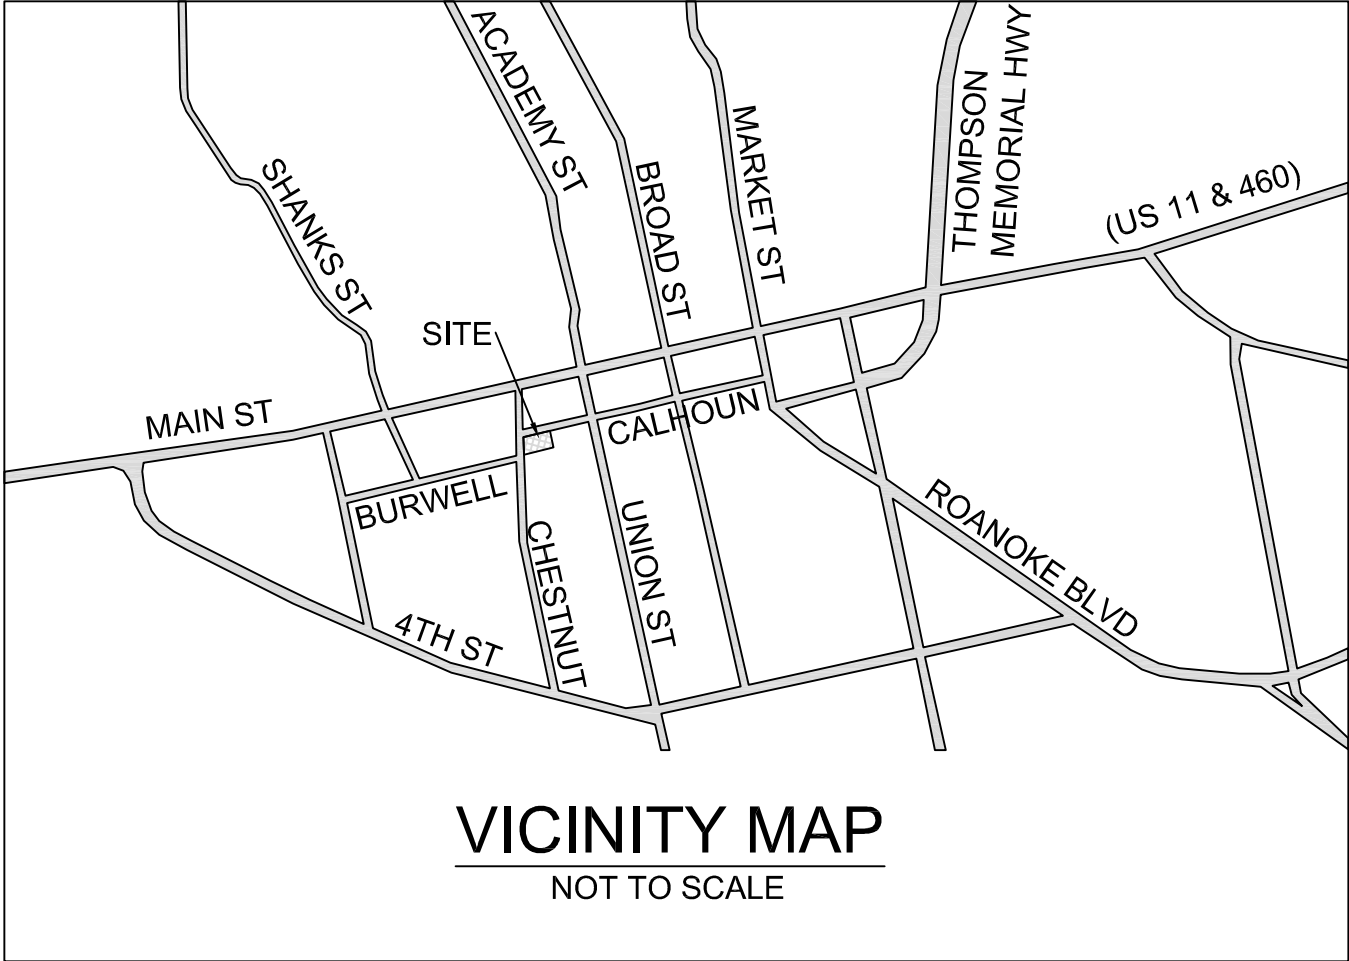 ACADEMY ST
THOMPSON
MEMORIAL HWY
MARKET ST
BROAD ST
SHANKS ST
(US 11 & 460)
SITE
MAIN ST
CALHOUN
BURWELL
CHESTNUT
UNION ST
ROANOKE BLVD
4TH ST
VICINITY MAP
NOT TO SCALE